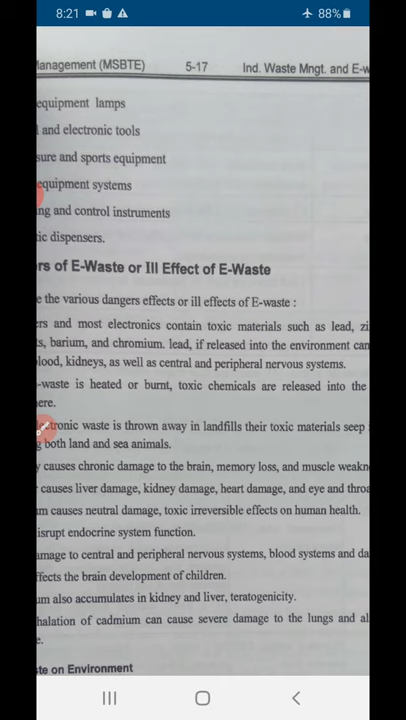 8:21
88%
Management (MSBTE) 5-17 Ind. Waste Mngt. and E-w
equipment lamps
l and electronic tools
sure and sports equipment
equipment systems
ng and control instruments
ic dispensers.
rs of E-Waste or Ill Effect of E-Waste
e the various dangers effects or ill effects of E-waste :
ers and most electronics contain toxic materials such as lead, zi
s, barium, and chromium. lead, if released into the environment can
lood, kidneys, as well as central and peripheral nervous systems.
-waste is heated or burnt, toxic chemicals are released into the
ere.
ectronic waste is thrown away in landfills their toxic materials seep
g both land and sea animals.
y causes chronic damage to the brain, memory loss, and muscle weakn
causes liver damage, kidney damage, heart damage, and eye and throa
um causes neutral damage, toxic irreversible effects on human health.
isrupt endocrine system function.
amage to central and peripheral nervous systems, blood systems and da
ffects the brain development of children.
um also accumulates in kidney and liver, teratogenicity.
halation of cadmium can cause severe damage to the lungs and al
e.
ste on Environment